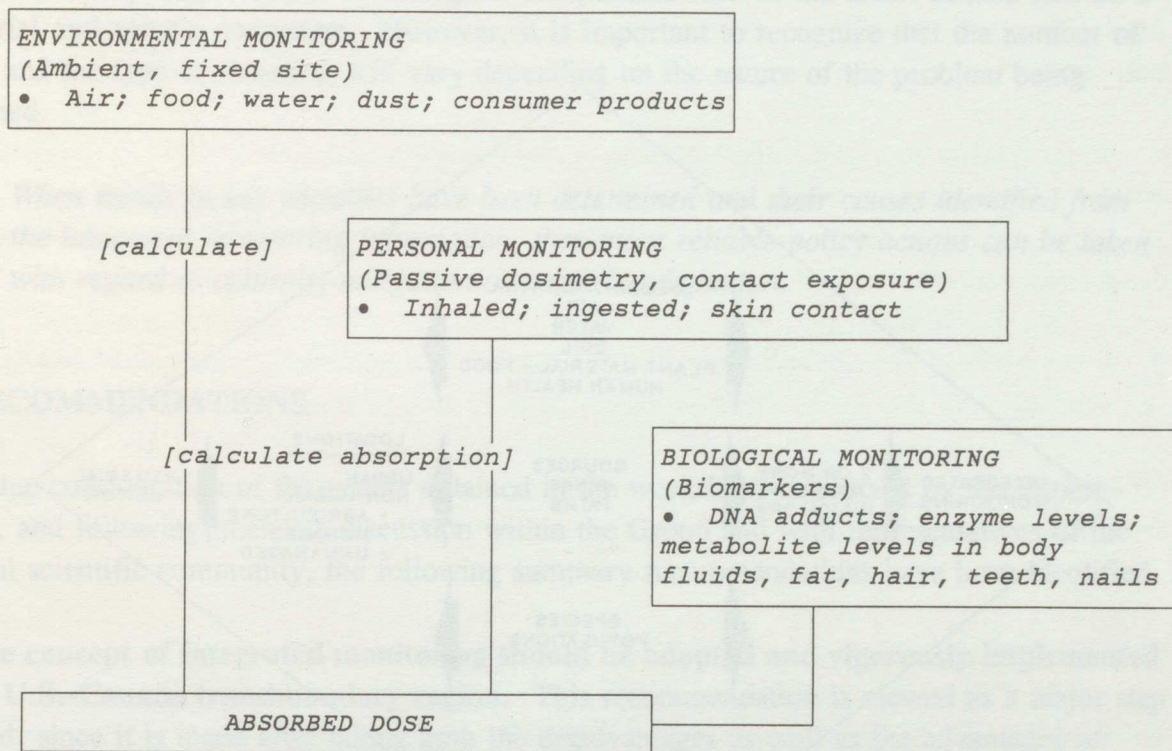 ENVIRONMENTAL MONITORING
(Ambient, fixed site)
• Air; food; water; dust; consumer products
[calculate]
PERSONAL MONITORING
(Passive dosimetry, contact exposure)
• Inhaled; ingested; skin contact
[calculate absorption]
BIOLOGICAL MONITORING
(Biomarkers)
• DNA adducts; enzyme levels;
metabolite levels in body
fluids, fat, hair, teeth, nails
ABSORBED DOSE